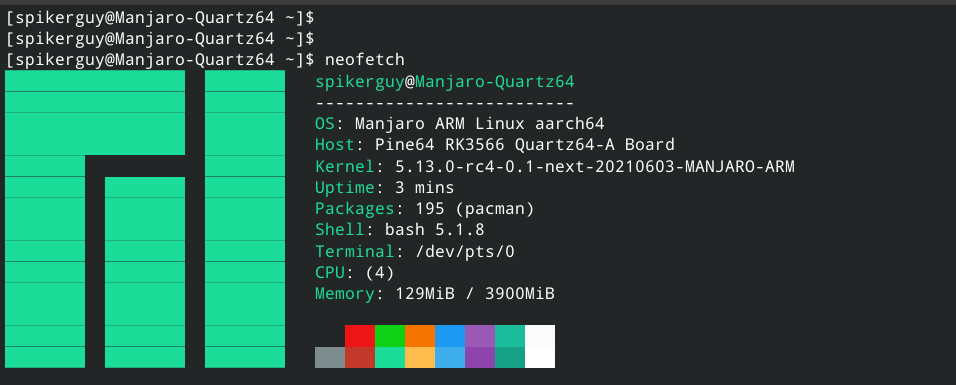 [spikerguy@Manjaro-Quartz64 ~]$
[spikerguy@Manjaro-Quartz64 ~]$
[spikerguy@Manjaro-Quartz64 ~]$ neofetch
spikerguy@Manjaro-Quartz64
--------------------------
OS: Manjaro ARM Linux aarch64
Host: Pine64 RK3566 Quartz64-A Board
Kernel: 5.13.0-rc4-0.1-next-20210603-MANJARO-ARM
Uptime: 3 mins
Packages: 195 (pacman)
Shell: bash 5.1.8
Terminal: /dev/pts/0
CPU: (4)
Memory: 129MiB / 3900MiB